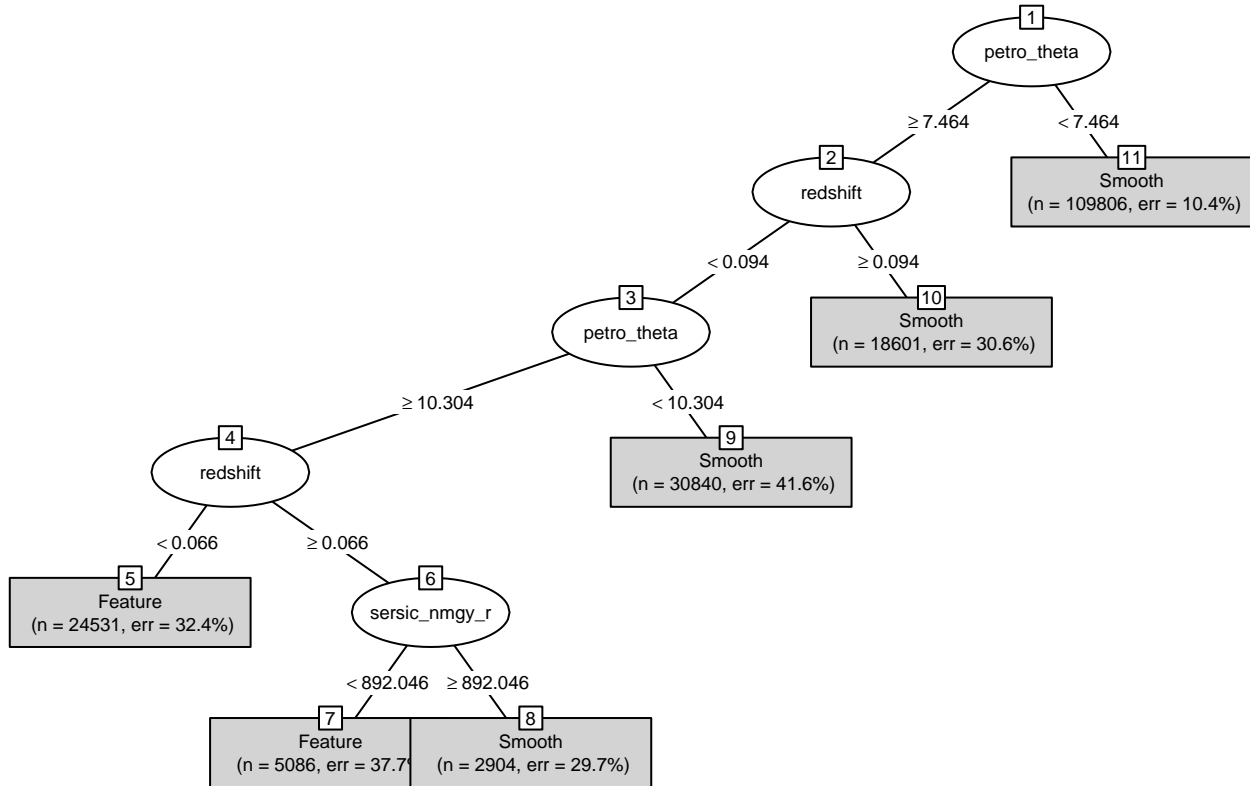 1
petro_theta
≥ 7.464
< 7.464
2
redshift
11
Smooth
(n = 109806, err = 10.4%)
< 0.094
≥ 0.094
3
petro_theta
10
Smooth
(n = 18601, err = 30.6%)
≥ 10.304
< 10.304
4
redshift
9
Smooth
(n = 30840, err = 41.6%)
< 0.066
≥ 0.066
5
Feature
(n = 24531, err = 32.4%)
6
sersic_nmgy_r
< 892.046
≥ 892.046
7
Feature
(n = 5086, err = 37.7%
8
Smooth
(n = 2904, err = 29.7%)